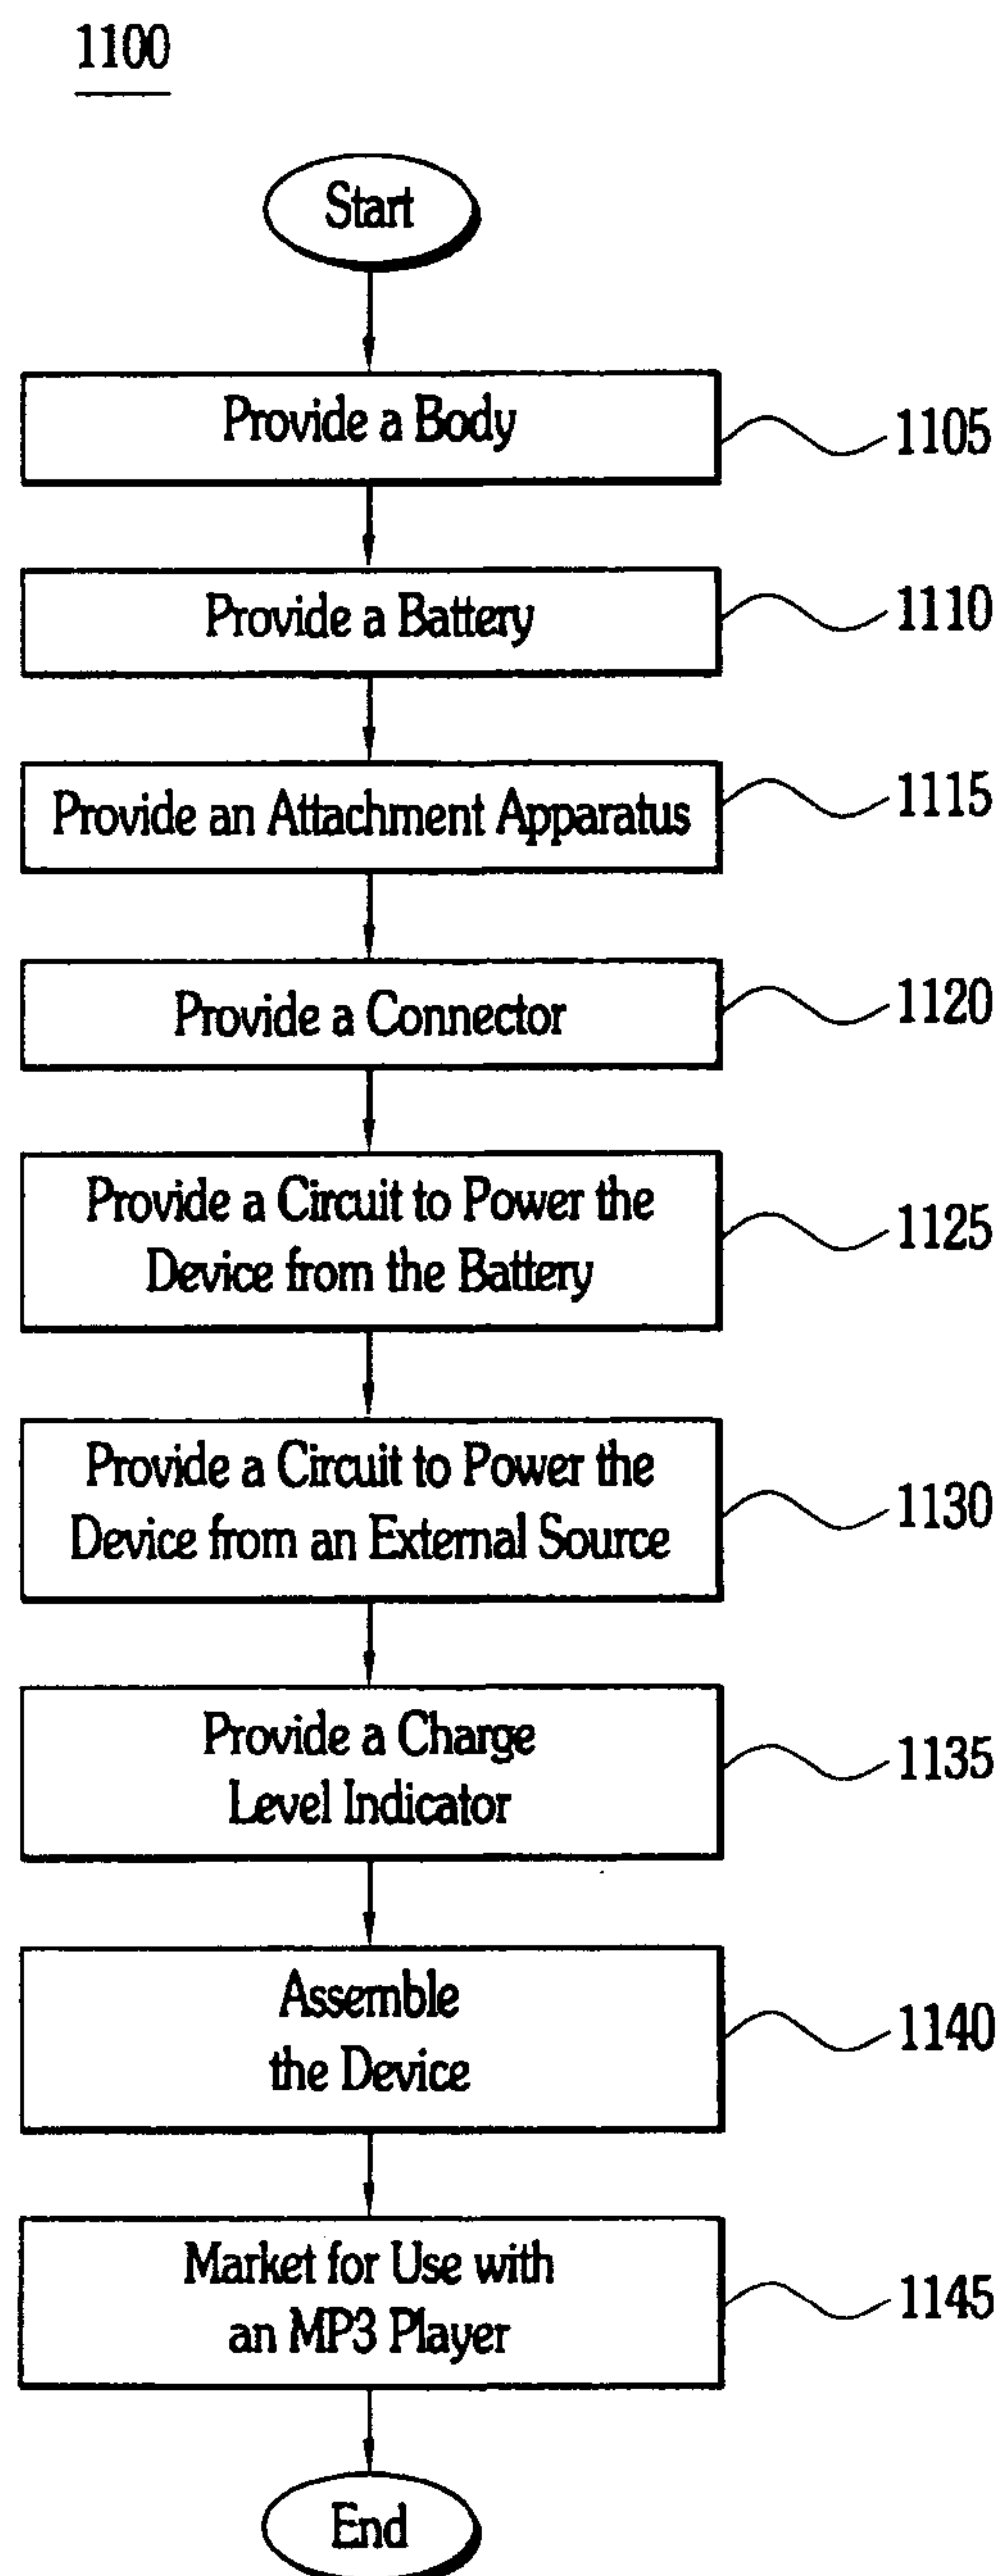 1100
Start
Provide a Body
1105
Provide a Battery
1110
Provide an Attachment Apparatus
1115
Provide a Connector
1120
Provide a Circuit to Power the
Device from the Battery
1125
Provide a Circuit to Power the
Device from an External Source
1130
Provide a Charge
Level Indicator
1135
Assemble
the Device
1140
Market for Use with
an MP3 Player
1145
End